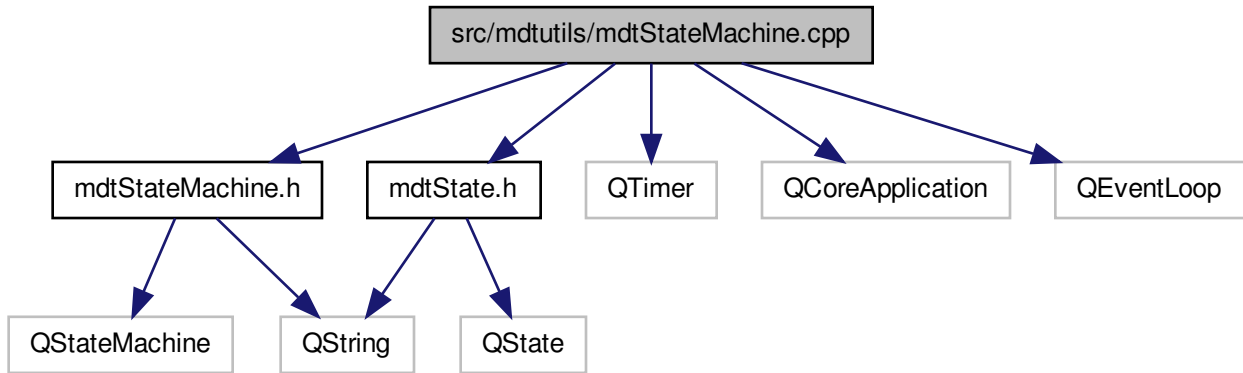 src/mdtutils/mdtStateMachine.cpp
mdtStateMachine.h
mdtState.h
QTimer
QCoreApplication
QEventLoop
QStateMachine
QString
QState